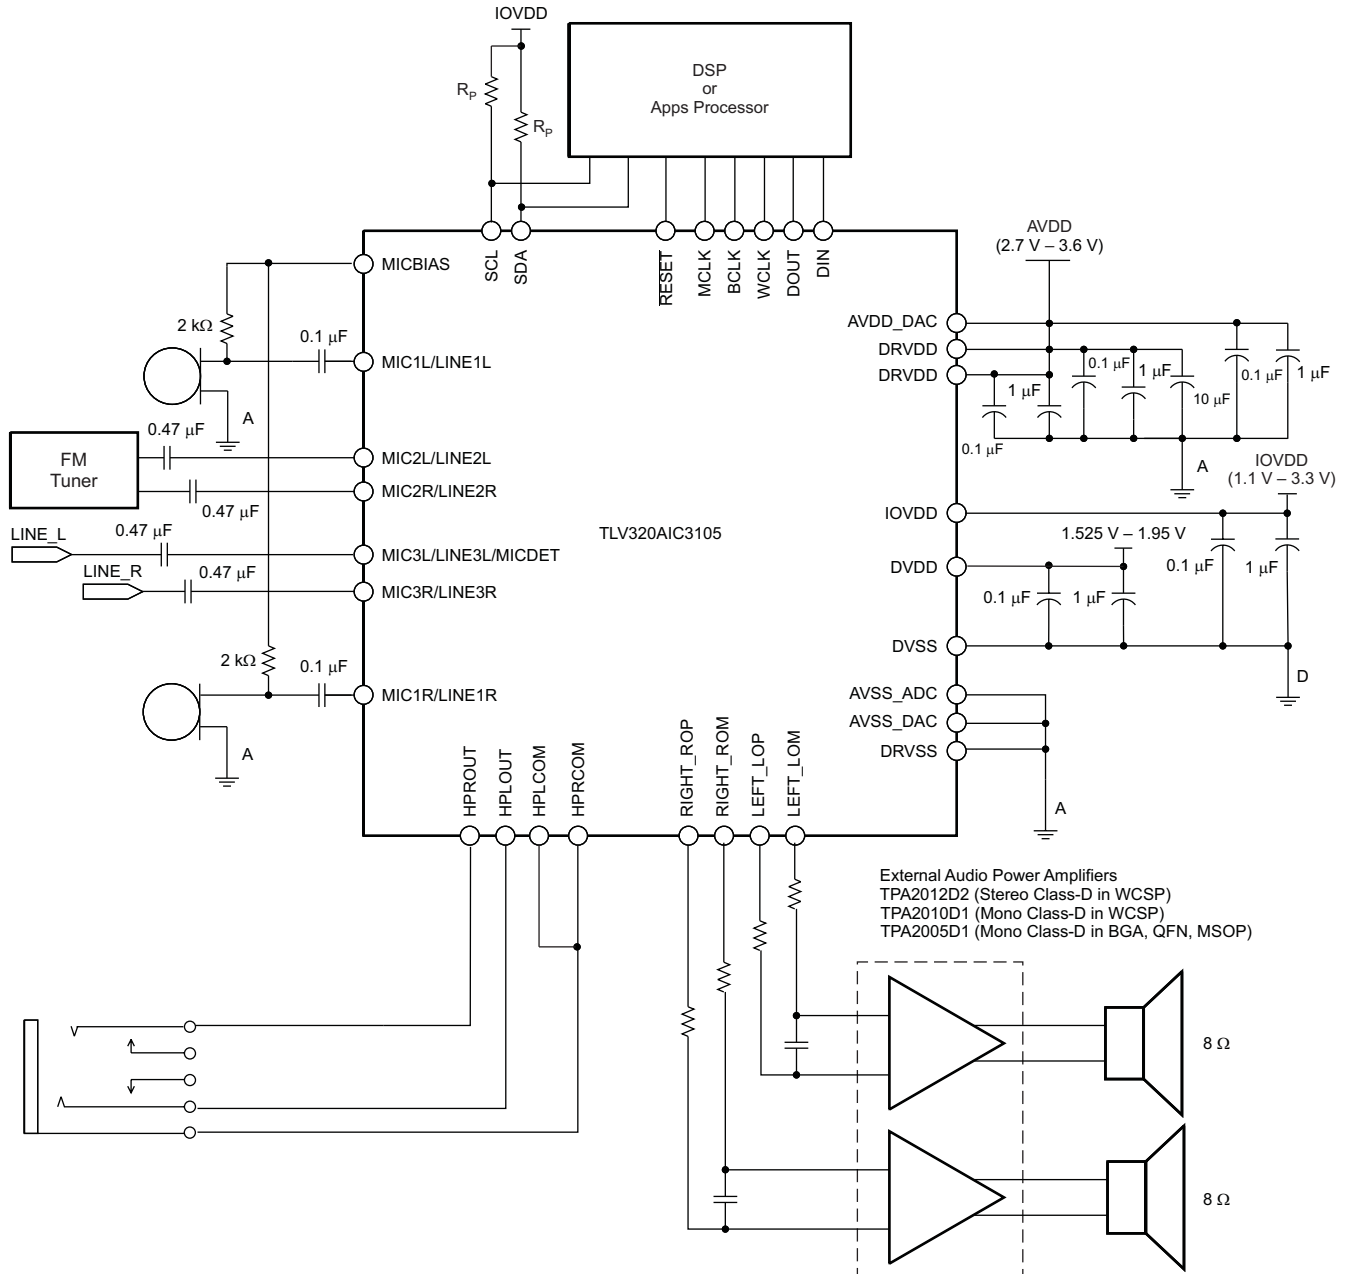 IOVDD
RP
RP
DSP
or
Apps Processor
SCL
SDA
RESET
MCLK
BCLK
WCLK
DOUT
DIN
MICBIAS
2 kΩ
0.1 μF
MIC1L/LINE1L
A
0.47 μF
FM
Tuner
MIC2L/LINE2L
MIC2R/LINE2R
0.47 μF
LINE_L
0.47 μF
MIC3L/LINE3L/MICDET
LINE_R
0.47 μF
MIC3R/LINE3R
2 kΩ
0.1 μF
MIC1R/LINE1R
A
TLV320AIC3105
AVDD
(2.7 V – 3.6 V)
AVDD_DAC
DRVDD
DRVDD
0.1 μF
1 μF
0.1 μF
1 μF
10 μF
0.1 μF
1 μF
A
IOVDD
(1.1 V – 3.3 V)
IOVDD
1.525 V – 1.95 V
DVDD
0.1 μF
1 μF
0.1 μF
1 μF
DVSS
D
AVSS_ADC
AVSS_DAC
DRVSS
A
HPROUT
HPLOUT
HPLCOM
HPRCOM
RIGHT_ROP
RIGHT_ROM
LEFT_LOP
LEFT_LOM
External Audio Power Amplifiers
TPA2012D2 (Stereo Class-D in WCSP)
TPA2010D1 (Mono Class-D in WCSP)
TPA2005D1 (Mono Class-D in BGA, QFN, MSOP)
8 Ω
8 Ω